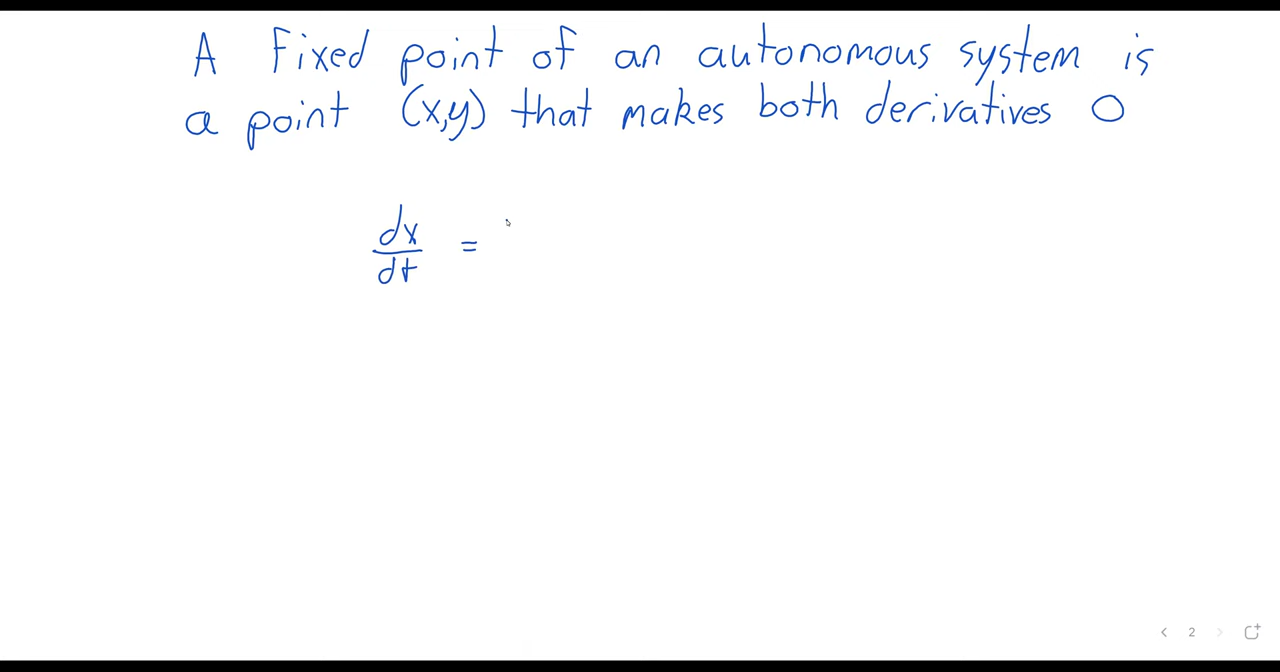 A Fixed point of an autonomous system is
a point (x,y) that makes both derivatives 0
dx/dt =
2